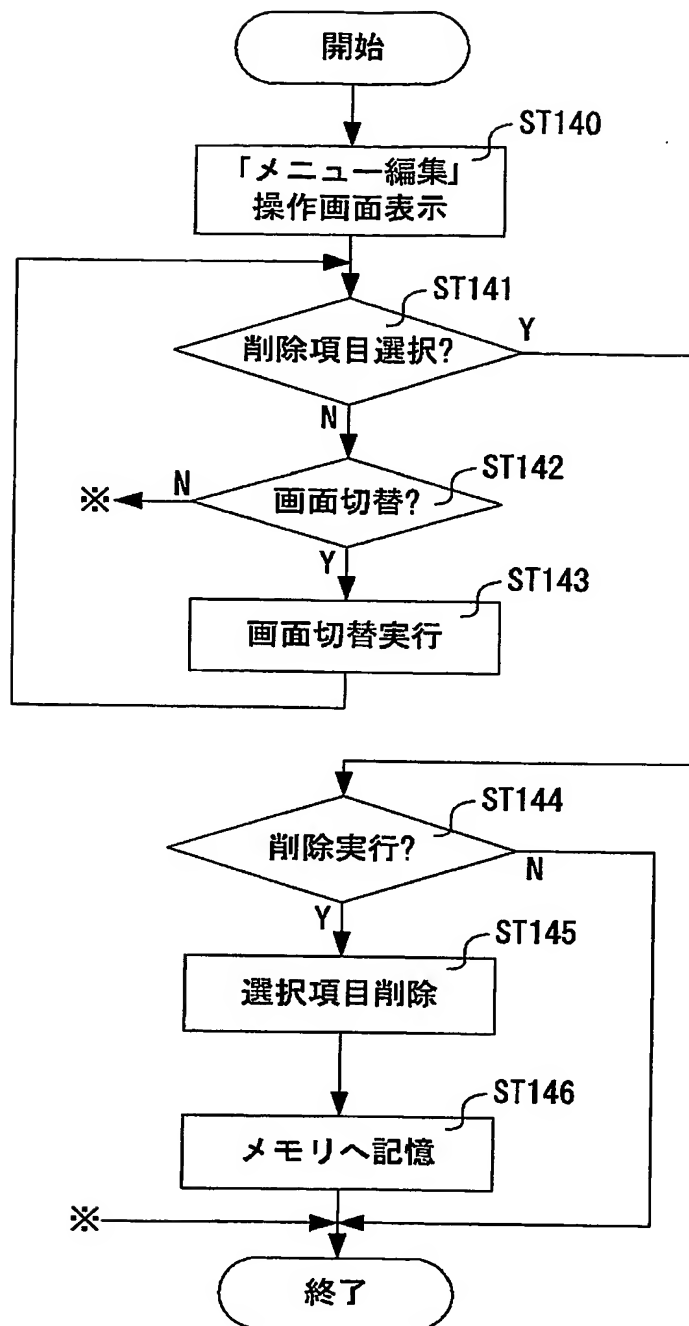 開始
ST140
「メニュー編集」
操作画面表示
ST141
削除項目選択?
Y
N
ST142
画面切替?
N
※
Y
ST143
画面切替実行
ST144
削除実行?
N
Y
ST145
選択項目削除
ST146
メモリへ記憶
※
終了